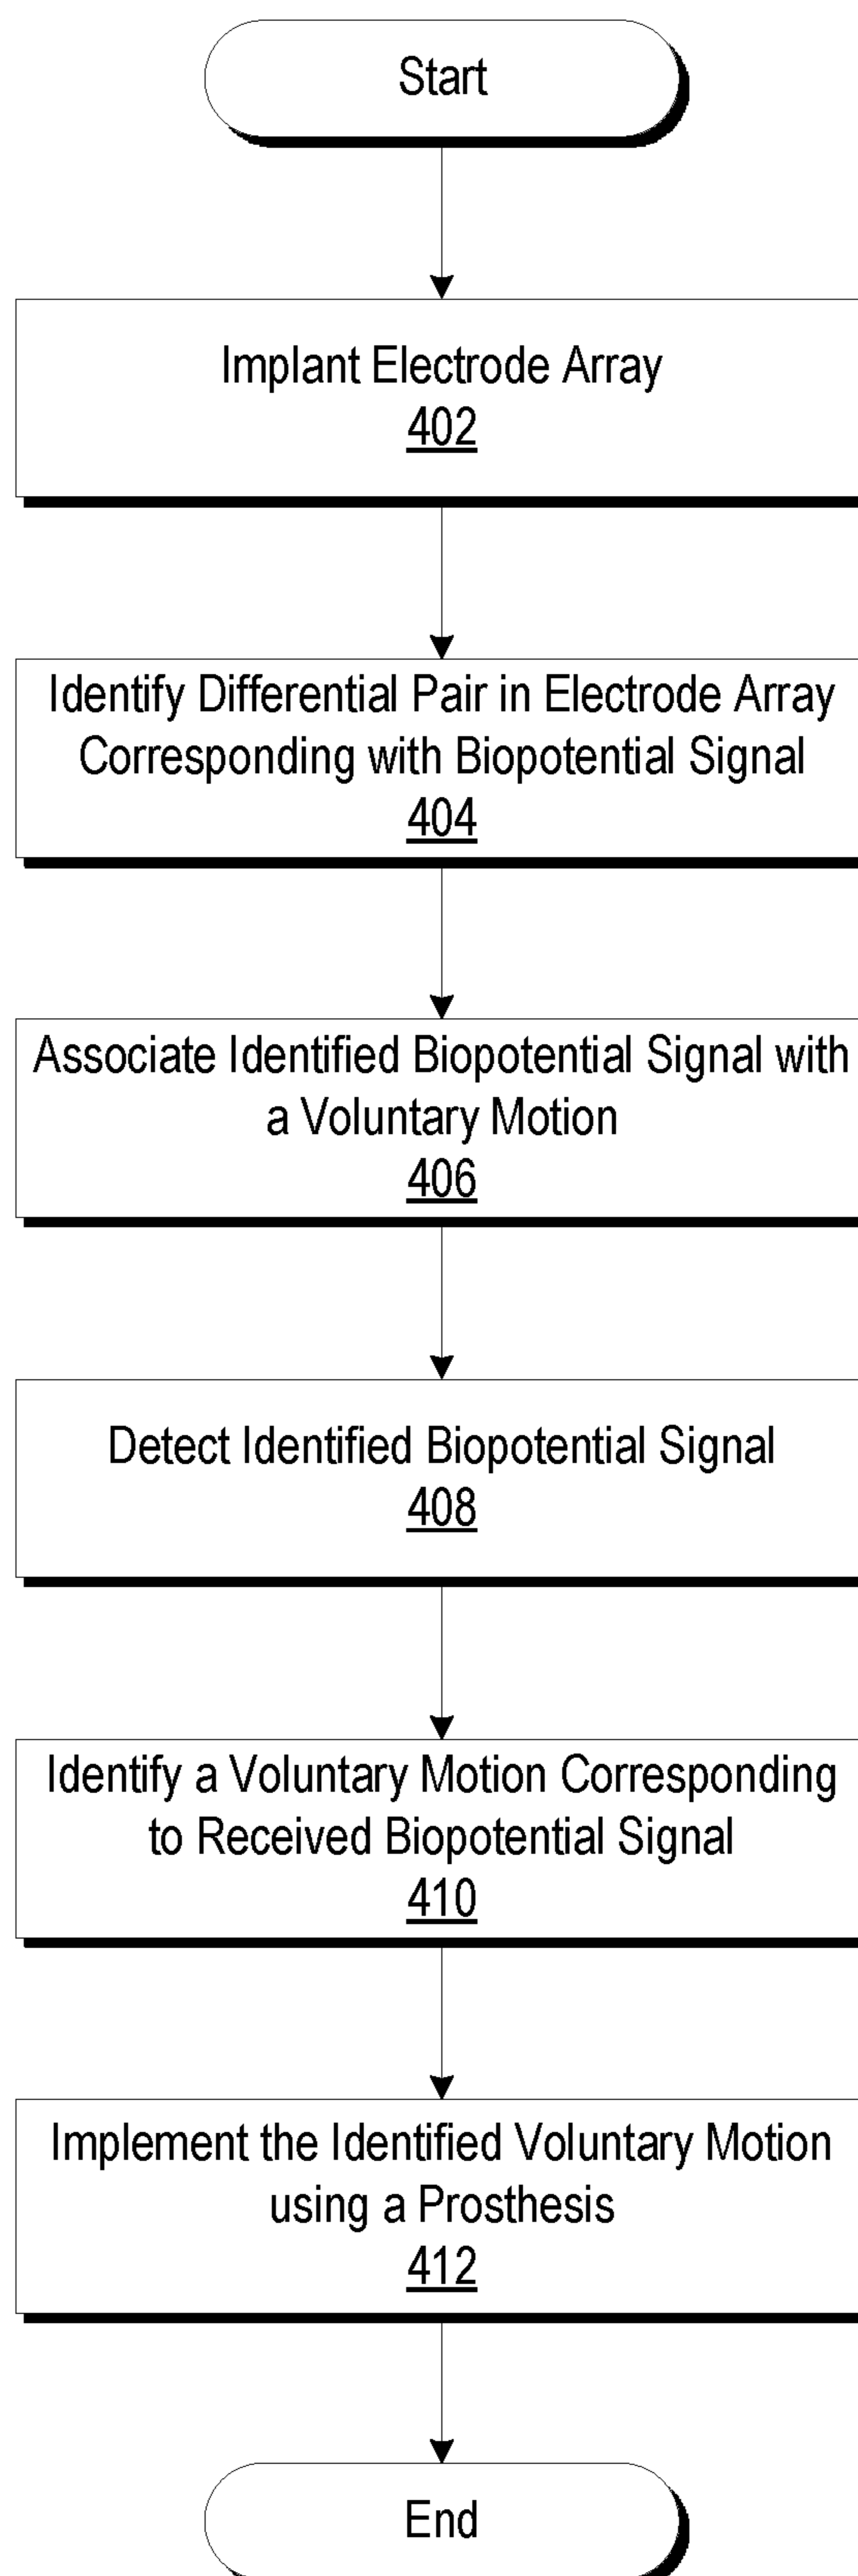 Start
Implant Electrode Array
402
Identify Differential Pair in Electrode Array
Corresponding with Biopotential Signal
404
Associate Identified Biopotential Signal with
a Voluntary Motion
406
Detect Identified Biopotential Signal
408
Identify a Voluntary Motion Corresponding
to Received Biopotential Signal
410
Implement the Identified Voluntary Motion
using a Prosthesis
412
End